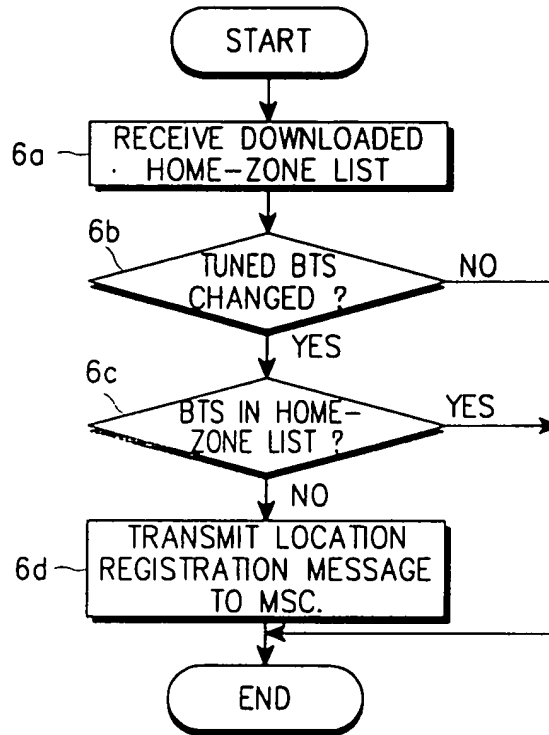 START
6a
RECEIVE DOWNLOADED
HOME-ZONE LIST
6b
TUNED BTS
CHANGED ?
NO
YES
6c
BTS IN HOME-
ZONE LIST ?
YES
NO
6d
TRANSMIT LOCATION
REGISTRATION MESSAGE
TO MSC.
END